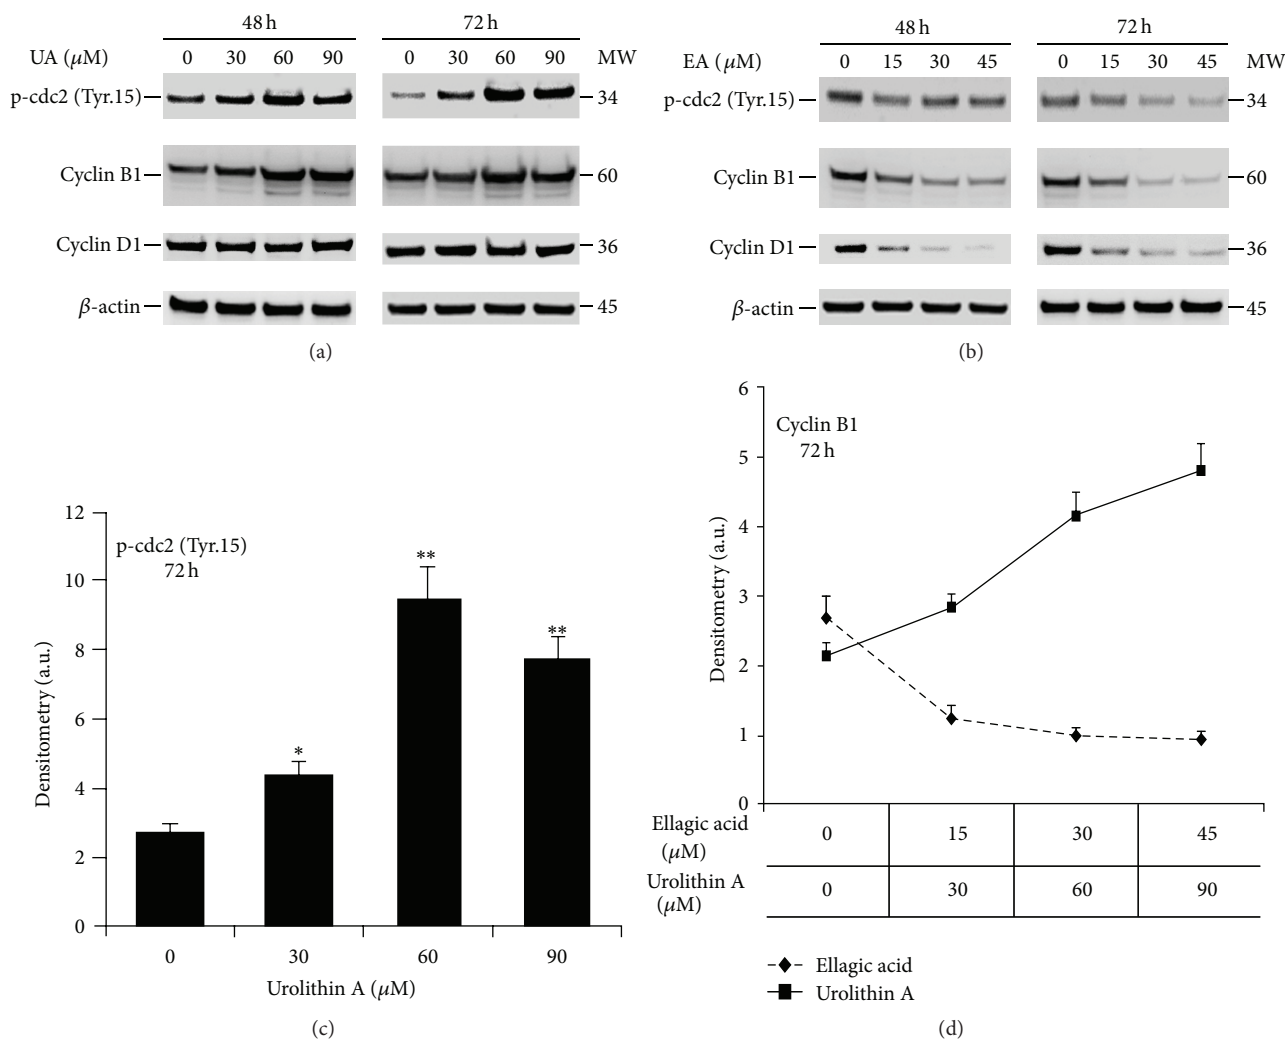 48 h 72 h
UA (μM) 0 30 60 90 0 30 60 90 MW
p-cdc2 (Tyr.15) 34
Cyclin B1 60
Cyclin D1 36
β-actin 45
(a)
48 h 72 h
EA (μM) 0 15 30 45 0 15 30 45 MW
p-cdc2 (Tyr.15) 34
Cyclin B1 60
Cyclin D1 36
β-actin 45
(b)
p-cdc2 (Tyr.15)
72 h
Densitometry (a.u.)
12
10
8
6
4
2
0
**
**
*
0 30 60 90
Urolithin A (μM)
(c)
Cyclin B1
72 h
Densitometry (a.u.)
6
5
4
3
2
1
0
Ellagic acid 0 15 30 45
(μM)
Urolithin A 0 30 60 90
(μM)
Ellagic acid
Urolithin A
(d)